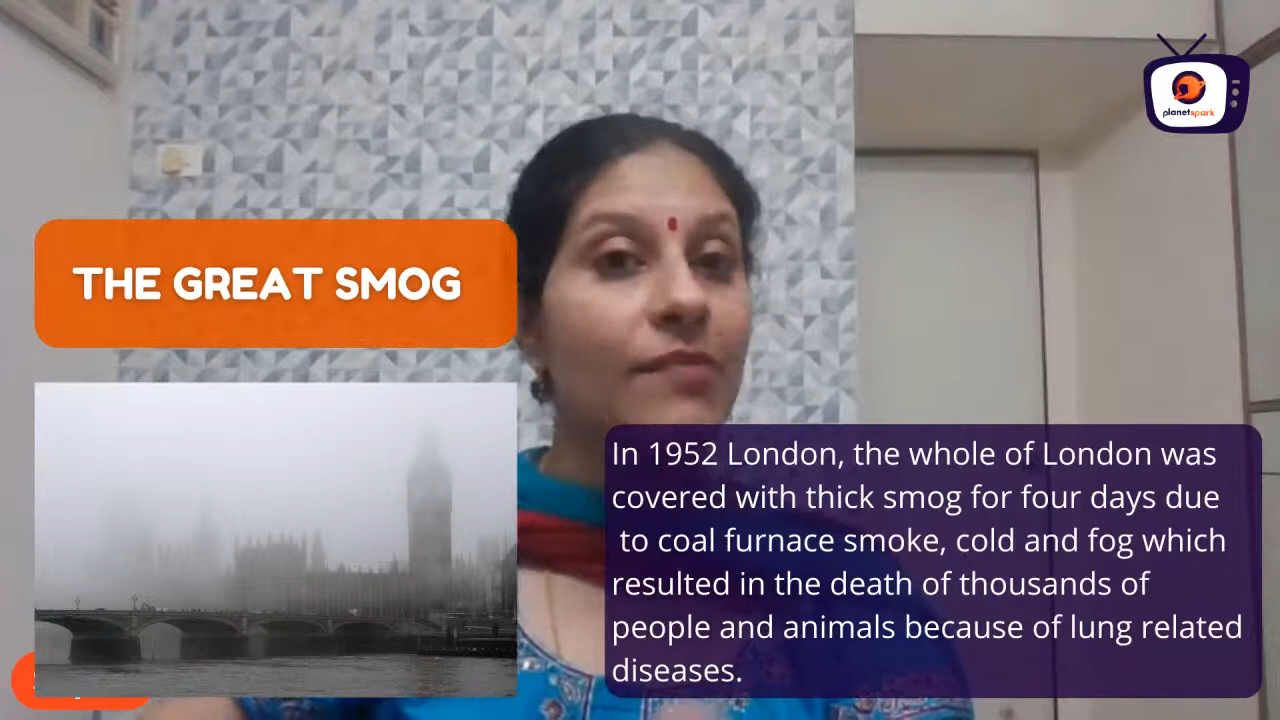 planetspark
THE GREAT SMOG
In 1952 London, the whole of London was
covered with thick smog for four days due
to coal furnace smoke, cold and fog which
resulted in the death of thousands of
people and animals because of lung related
diseases.